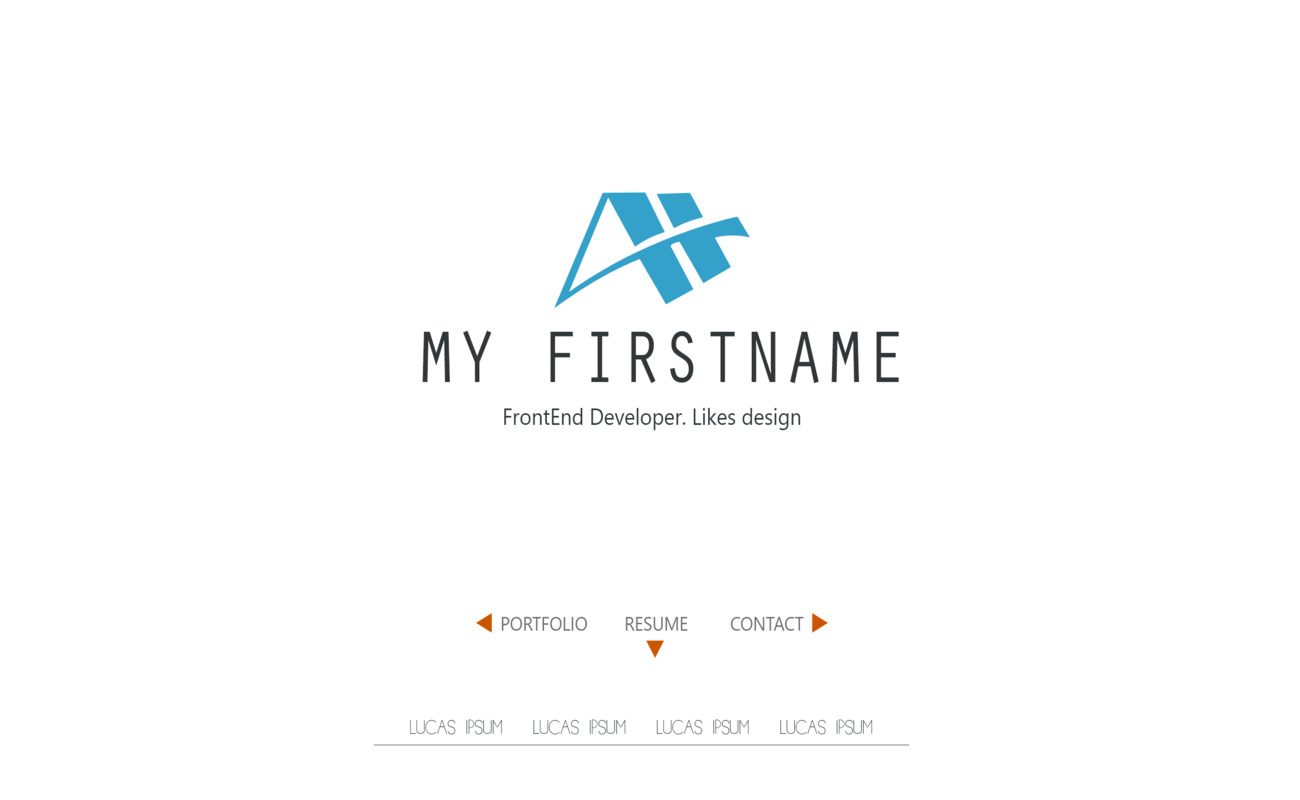 MY FIRSTNAME
FrontEnd Developer. Likes design
PORTFOLIO RESUME CONTACT
LUCAS IPSUM LUCAS IPSUM LUCAS IPSUM LUCAS IPSUM